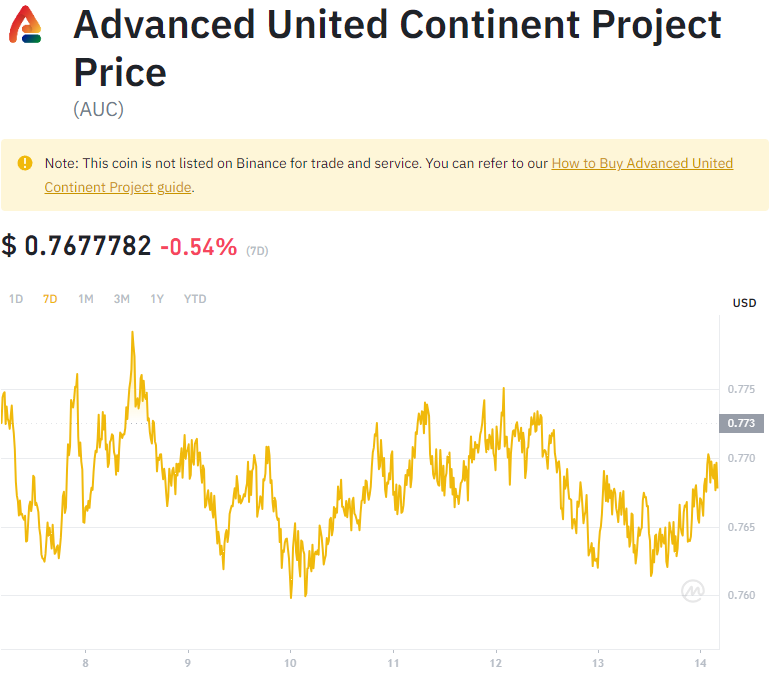 Advanced United Continent Project
Price
(AUC)
Note: This coin is not listed on Binance for trade and service. You can refer to our How to Buy Advanced United
Continent Project guide.
$ 0.7677782 -0.54% (7D)
1D 7D 1M 3M 1Y YTD
USD
0.775
0.773
0.770
0.765
0.760
8 9 10 11 12 13 14